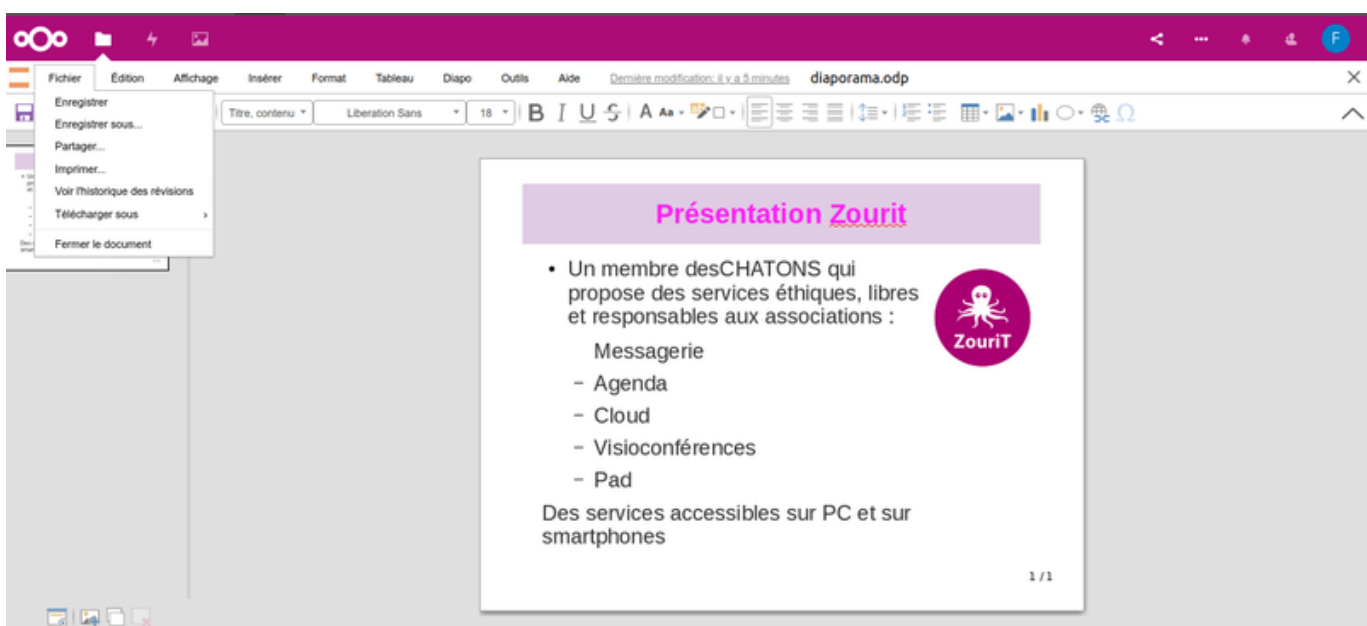 F
Fichier Édition Affichage Insérer Format Tableau Diapo Outils Aide Dernière modification: il y a 5 minutes diaporama.odp
Enregistrer
Enregistrer sous...
Partager...
Imprimer...
Voir l'historique des révisions
Télécharger sous
Fermer le document
Titre, contenu Liberation Sans 18 B I U S A Aa
Présentation Zourit
• Un membre desCHATONS qui
propose des services éthiques, libres
et responsables aux associations :
Messagerie
− Agenda
− Cloud
− Visioconférences
− Pad
Des services accessibles sur PC et sur
smartphones
ZouriT
1 /1